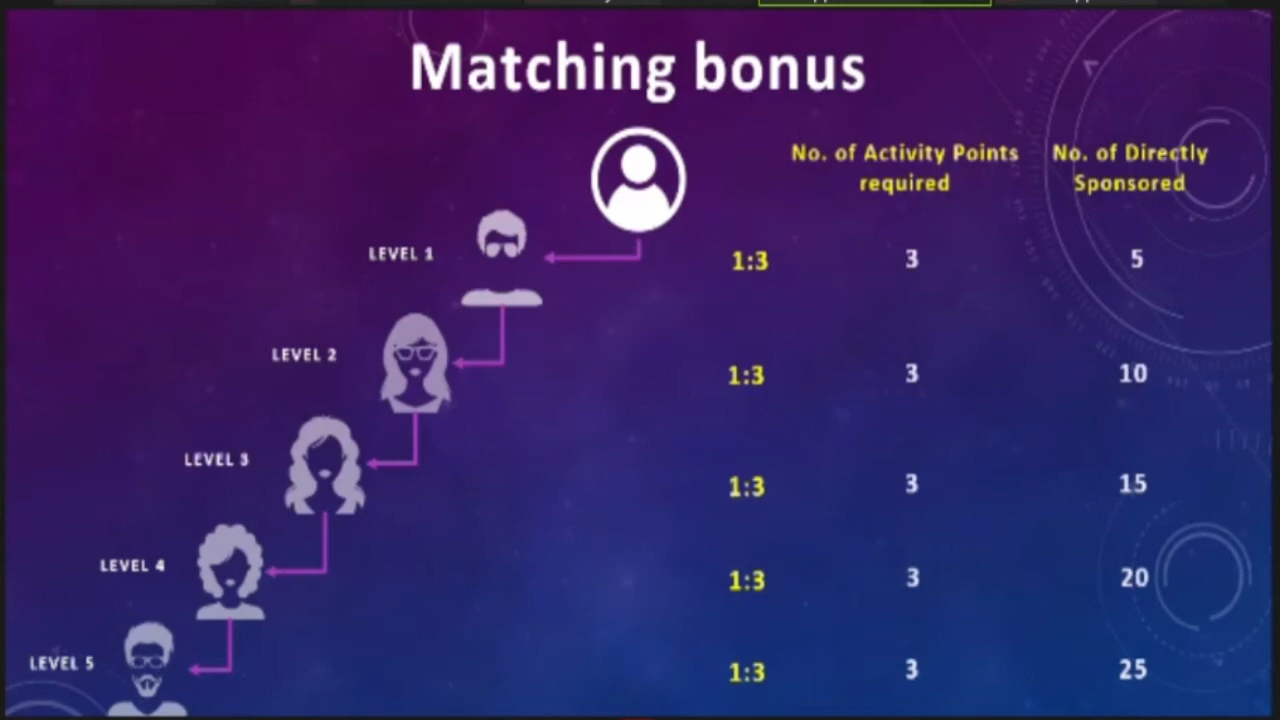 Matching bonus
No. of Activity Points
required
No. of Directly
Sponsored
LEVEL 1
1:3
3
5
LEVEL 2
1:3
3
10
LEVEL 3
1:3
3
15
LEVEL 4
1:3
3
20
LEVEL 5
1:3
3
25